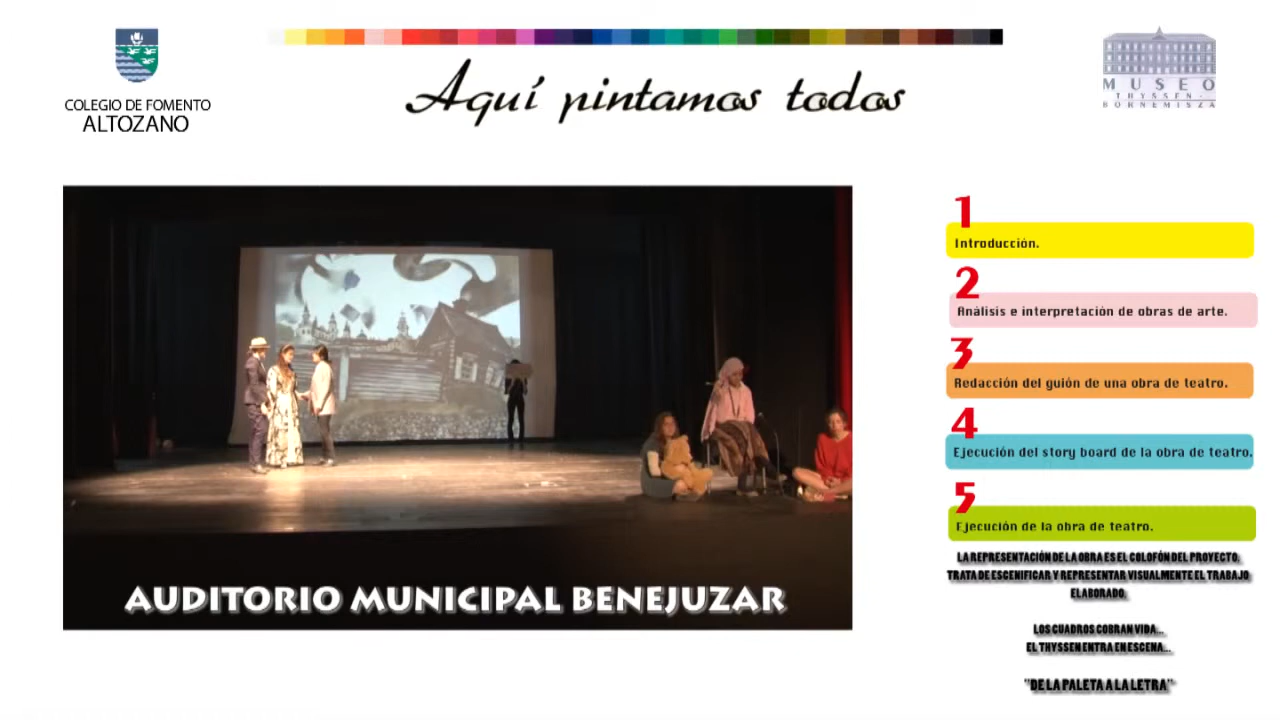 COLEGIO DE FOMENTO
ALTOZANO
Aquí pintamos todos
MUSEO
THYSSEN-
BORNEMISZA
AUDITORIO MUNICIPAL BENEJUZAR
1
Introducción.
2
Análisis e interpretación de obras de arte.
3
Redacción del guión de una obra de teatro.
4
Ejecución del story board de la obra de teatro.
5
Ejecución de la obra de teatro.
LA REPRESENTACIÓN DE LA OBRA ES EL COLOFÓN DEL PROYECTO.
TRATA DE ESCENIFICAR Y REPRESENTAR VISUALMENTE EL TRABAJO
ELABORADO.
LOS CUADROS COBRAN VIDA...
EL THYSSEN ENTRA EN ESCENA...
"DE LA PALETA A LA LETRA"